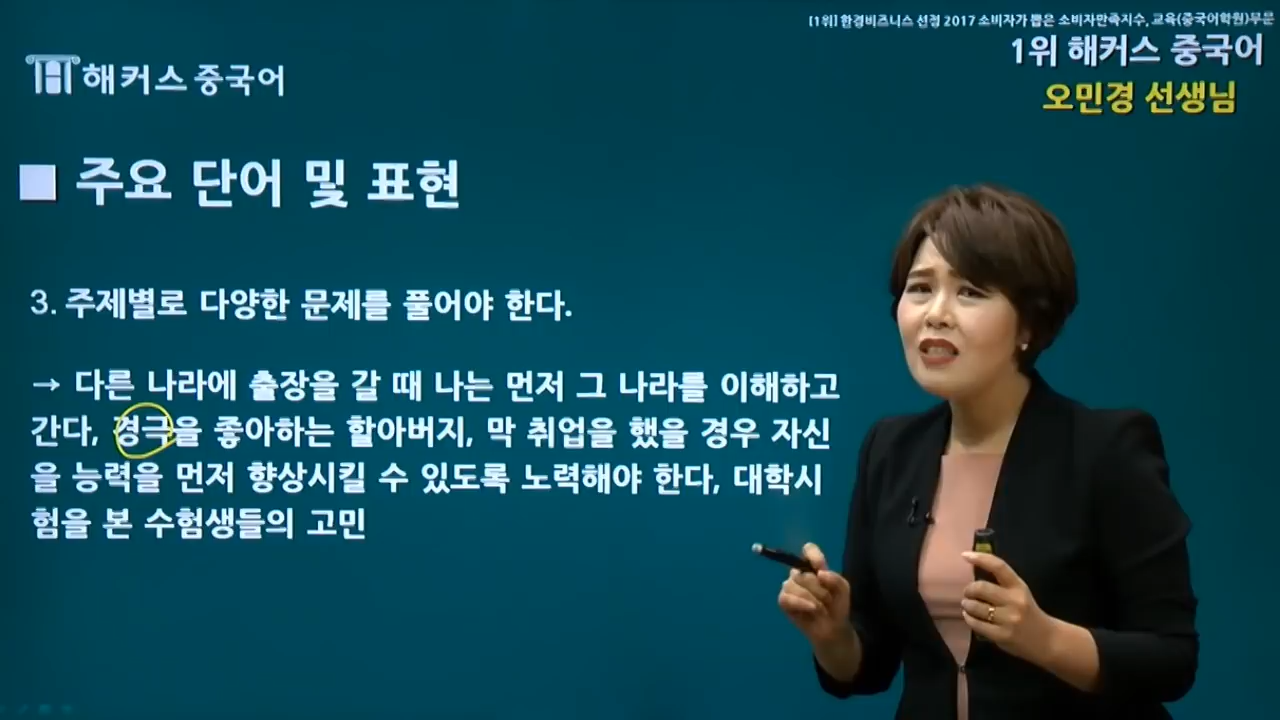 [1위] 한경비즈니스 선정 2017 소비자가 뽑은 소비자만족지수, 교육(중국어학원)부문
1위 해커스 중국어
오민경 선생님
해커스 중국어
■ 주요 단어 및 표현
3. 주제별로 다양한 문제를 풀어야 한다.
→ 다른 나라에 출장을 갈 때 나는 먼저 그 나라를 이해하고
간다, 경극을 좋아하는 할아버지, 막 취업을 했을 경우 자신
을 능력을 먼저 향상시킬 수 있도록 노력해야 한다, 대학시
험을 본 수험생들의 고민